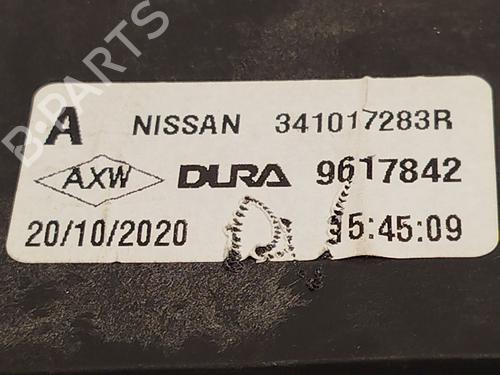 B-PARTS
A NISSAN 341017283R
AXW DURA 9617842
20/10/2020 15:45:09